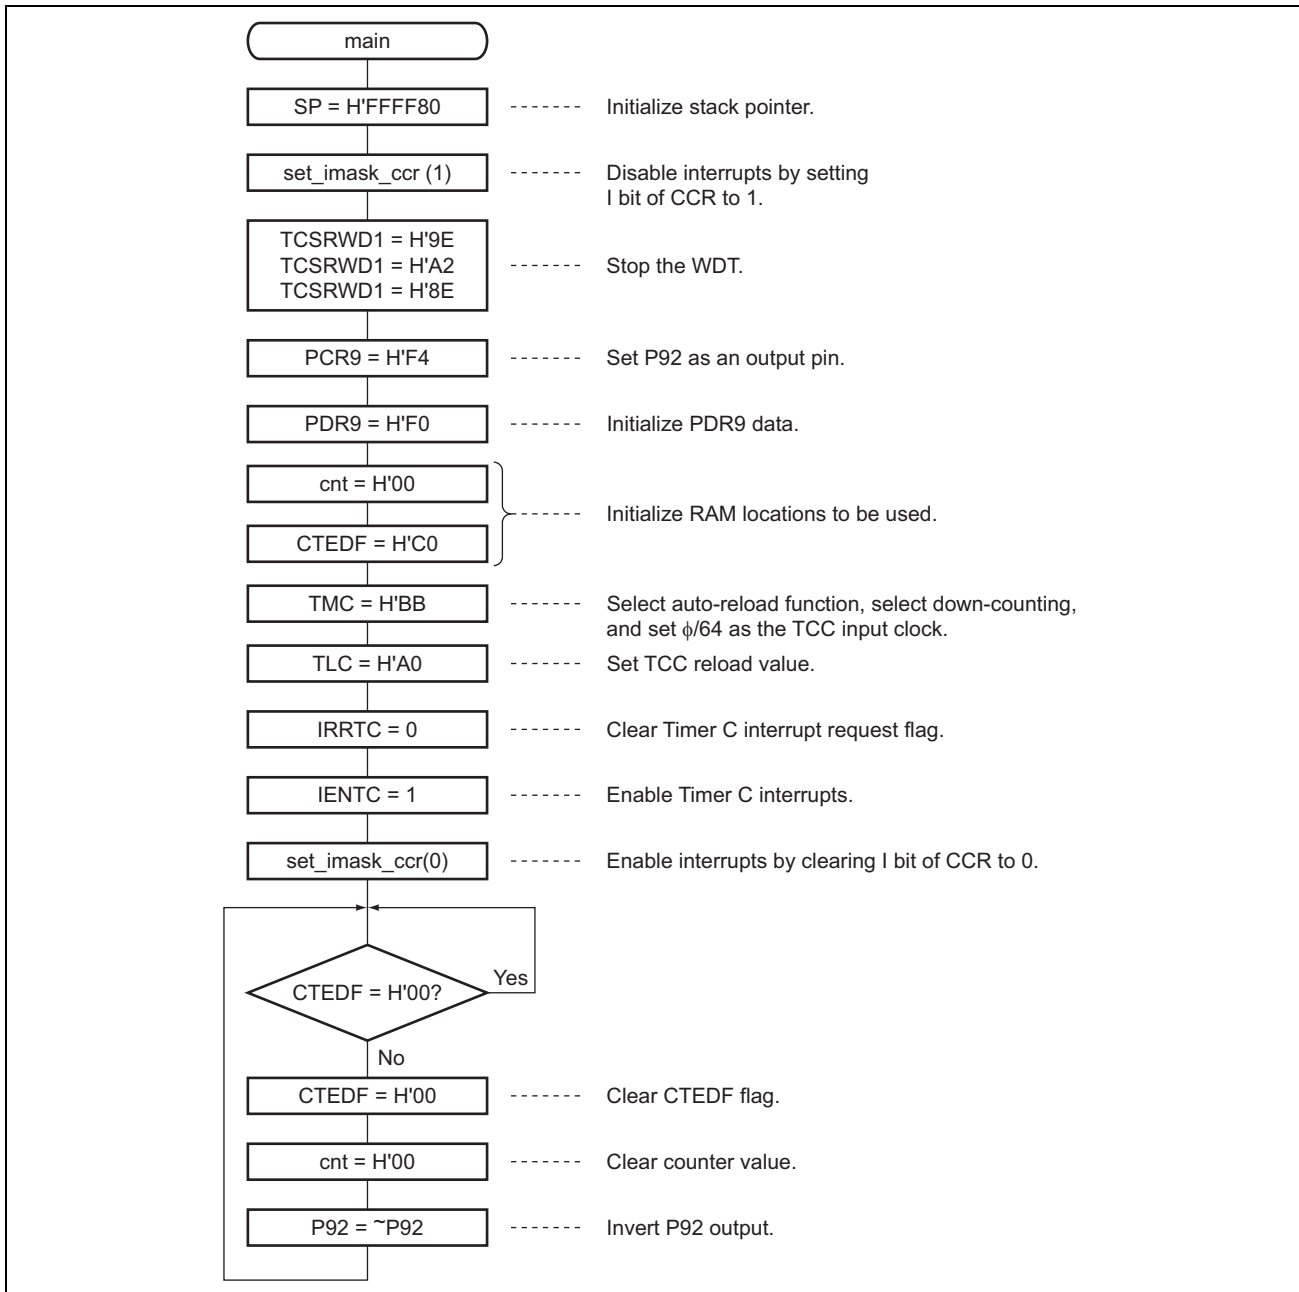 main
SP = H'FFFF80
Initialize stack pointer.
set_imask_ccr (1)
Disable interrupts by setting
I bit of CCR to 1.
TCSRWD1 = H'9E
TCSRWD1 = H'A2
TCSRWD1 = H'8E
Stop the WDT.
PCR9 = H'F4
Set P92 as an output pin.
PDR9 = H'F0
Initialize PDR9 data.
cnt = H'00
CTEDF = H'C0
Initialize RAM locations to be used.
TMC = H'BB
Select auto-reload function, select down-counting,
and set ϕ/64 as the TCC input clock.
TLC = H'A0
Set TCC reload value.
IRRTC = 0
Clear Timer C interrupt request flag.
IENTC = 1
Enable Timer C interrupts.
set_imask_ccr(0)
Enable interrupts by clearing I bit of CCR to 0.
CTEDF = H'00?
Yes
No
CTEDF = H'00
Clear CTEDF flag.
cnt = H'00
Clear counter value.
P92 = ~P92
Invert P92 output.